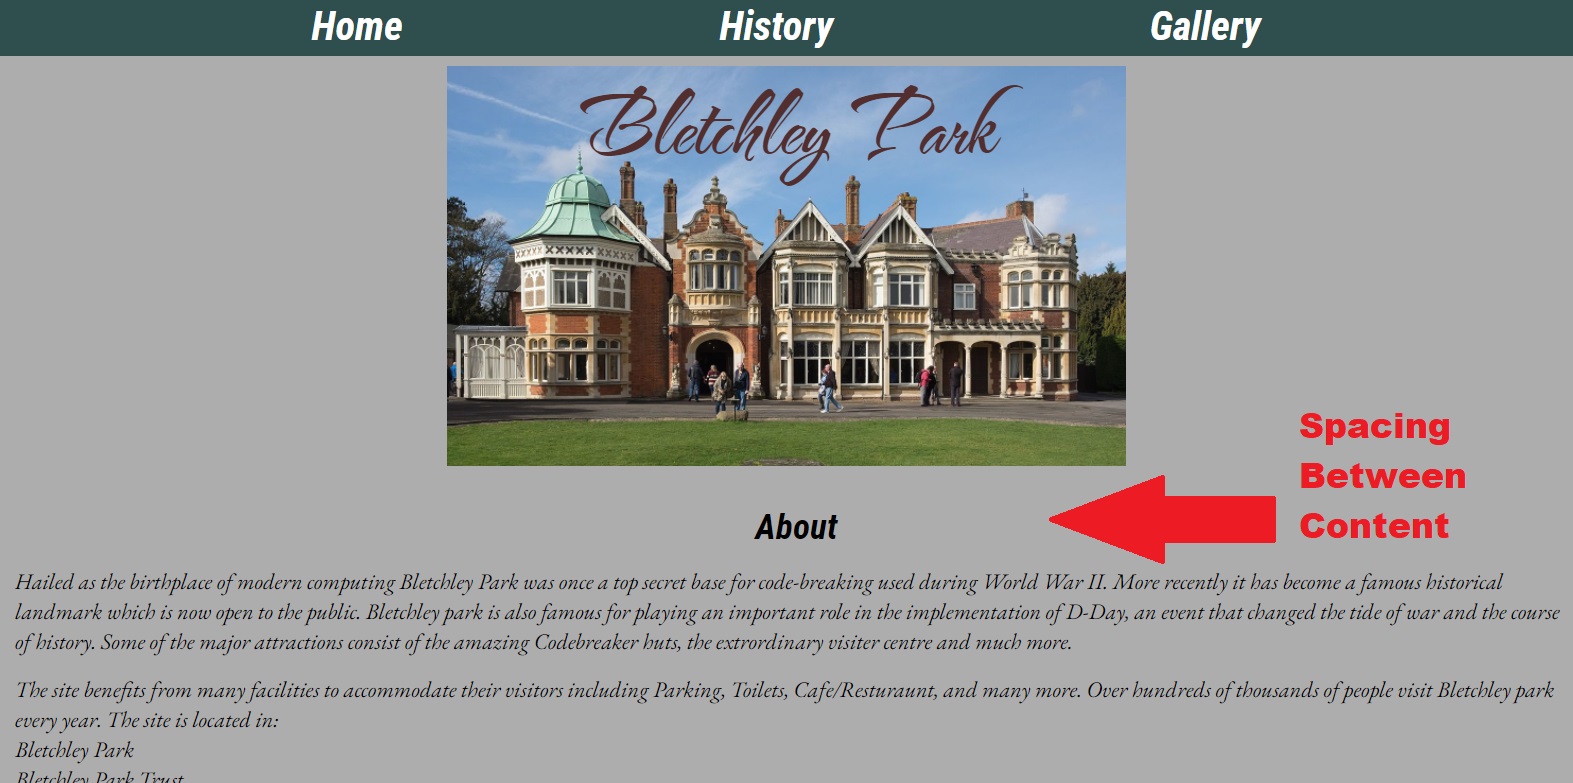 Home History Gallery
Bletchley Park
Spacing
Between
Content
About
Hailed as the birthplace of modern computing Bletchley Park was once a top secret base for code-breaking used during World War II. More recently it has become a famous historical
landmark which is now open to the public. Bletchley park is also famous for playing an important role in the implementation of D-Day, an event that changed the tide of war and the course
of history. Some of the major attractions consist of the amazing Codebreaker huts, the extrordinary visiter centre and much more.
The site benefits from many facilities to accommodate their visitors including Parking, Toilets, Cafe/Resturaunt, and many more. Over hundreds of thousands of people visit Bletchley park
every year. The site is located in:
Bletchley Park
Bletchley Park Trust